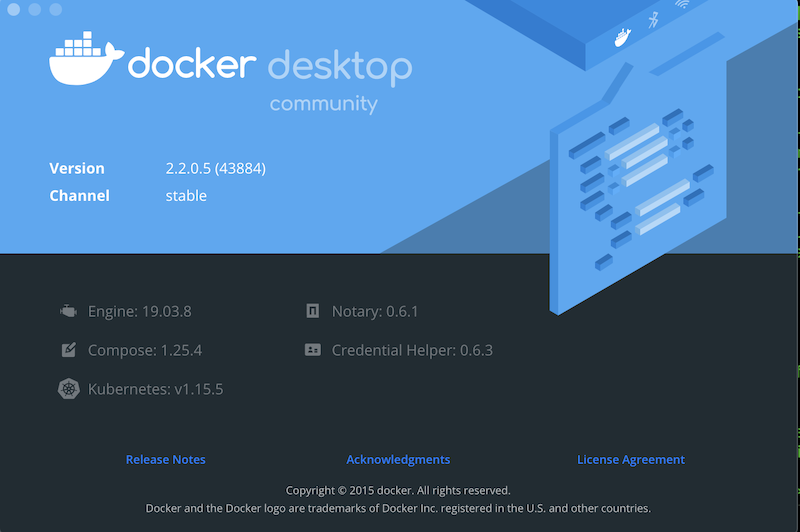 docker desktop
community
Version 2.2.0.5 (43884)
Channel stable
Engine: 19.03.8
Notary: 0.6.1
Compose: 1.25.4
Credential Helper: 0.6.3
Kubernetes: v1.15.5
Release Notes
Acknowledgments
License Agreement
Copyright © 2015 docker. All rights reserved.
Docker and the Docker logo are trademarks of Docker Inc. registered in the U.S. and other countries.